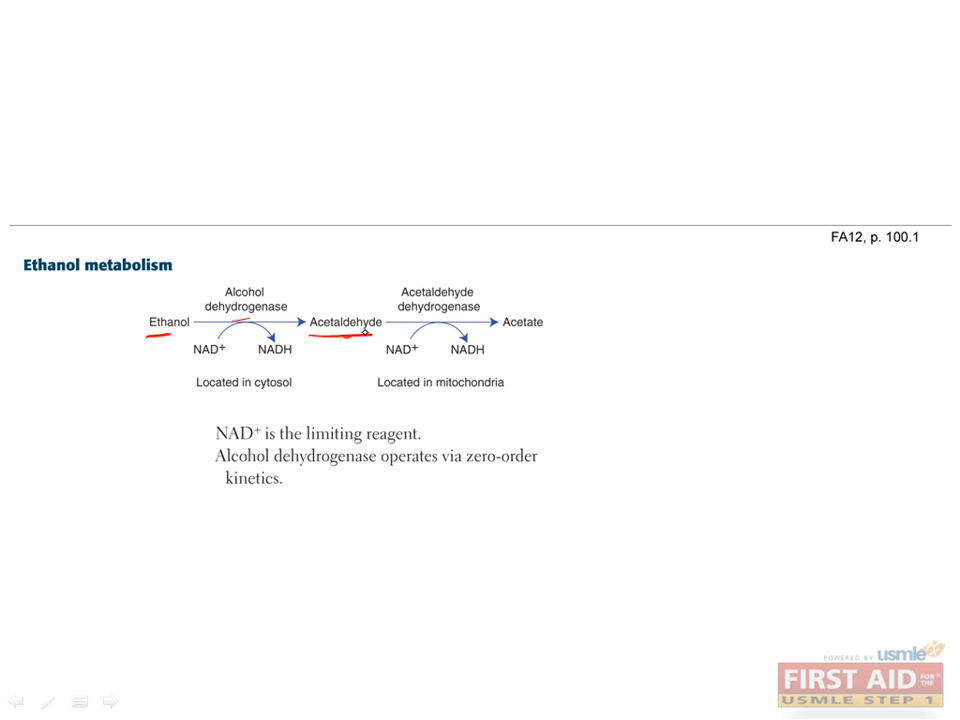 FA12, p. 100.1
Ethanol metabolism
Alcohol
dehydrogenase
Acetaldehyde
dehydrogenase
Ethanol
Acetaldehyde
Acetate
NAD+
NADH
NAD+
NADH
Located in cytosol
Located in mitochondria
NAD+ is the limiting reagent.
Alcohol dehydrogenase operates via zero-order
kinetics.
POWERED BY usmle
FIRST AID FOR THE®
USMLE STEP 1